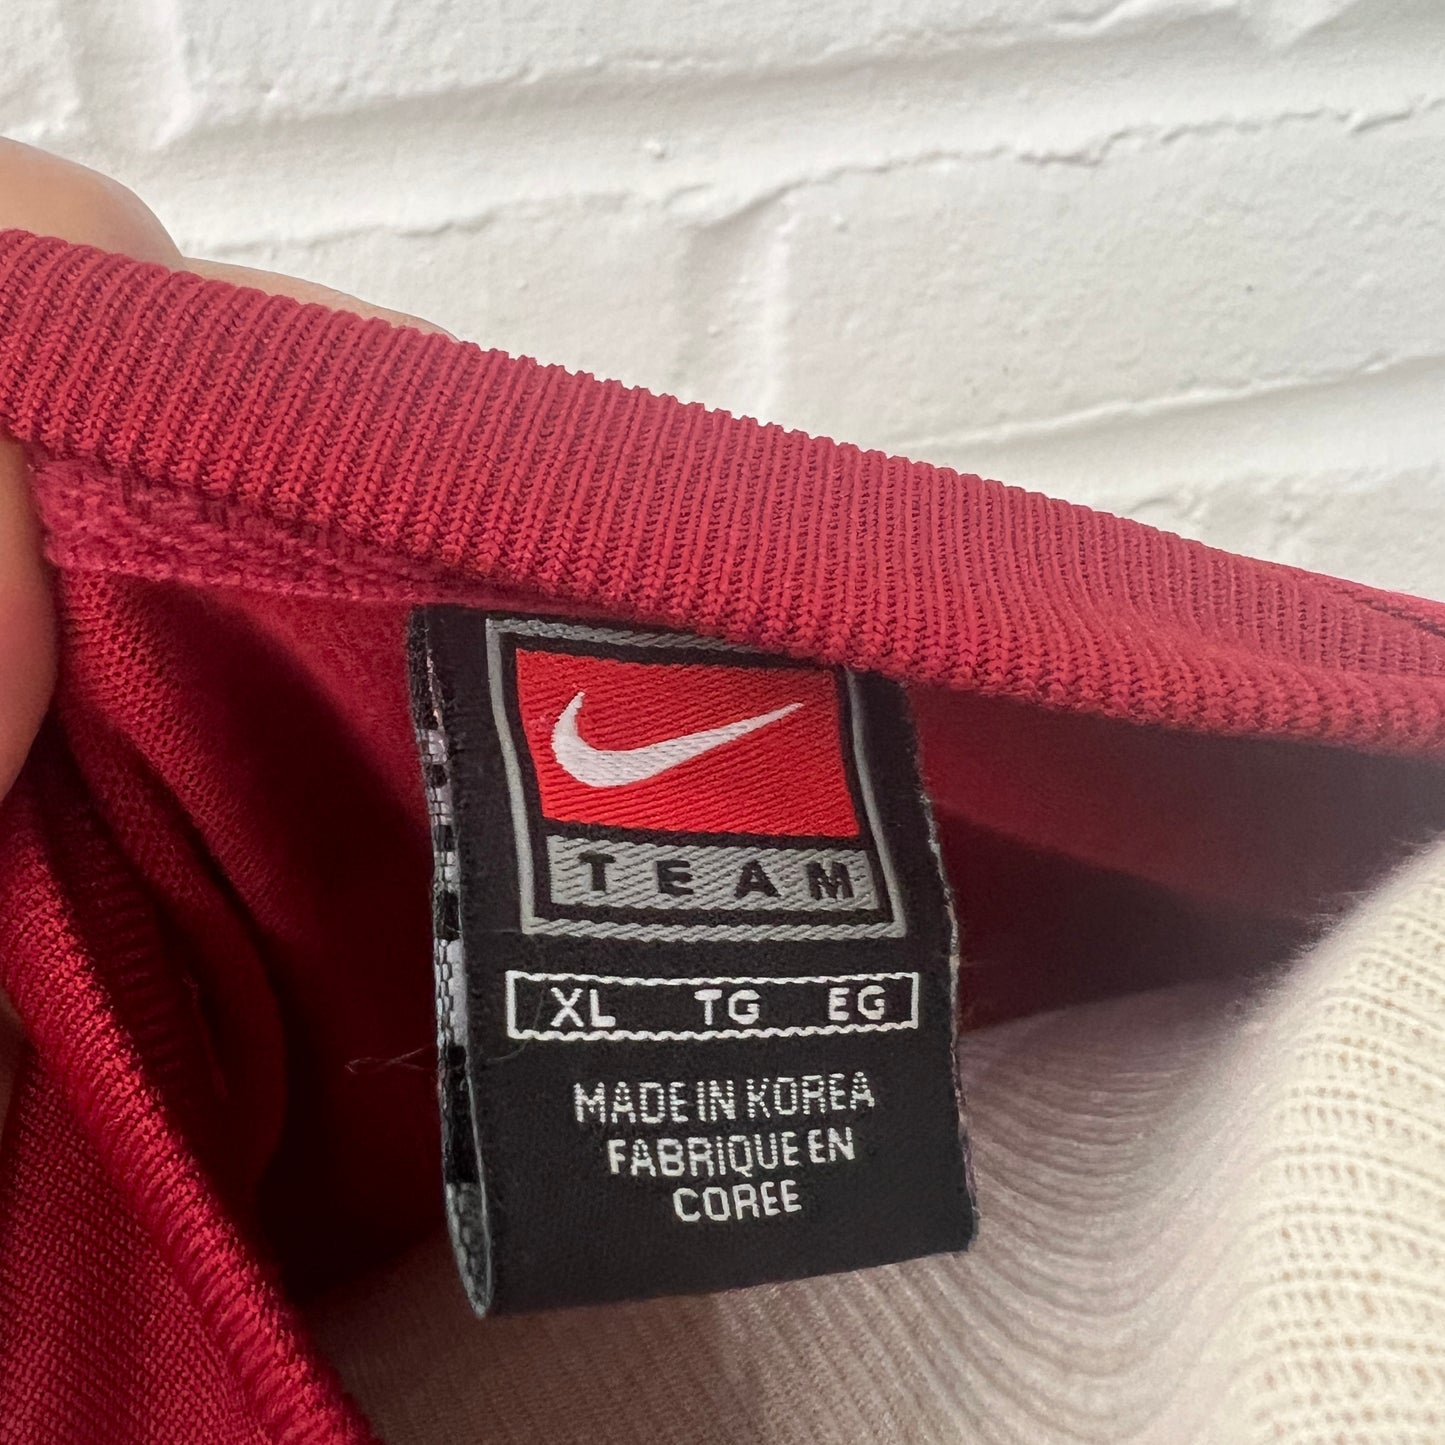 TEAM
XL TG EG
MADE IN KOREA
FABRIQUE EN
COREE